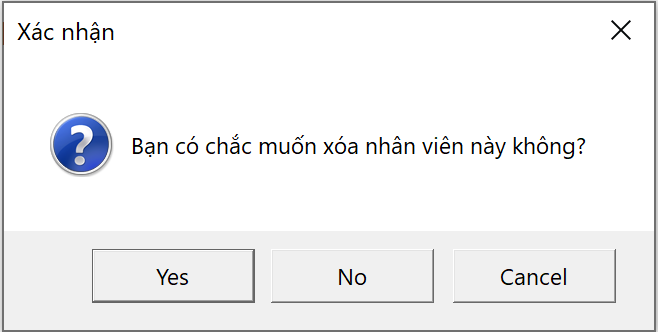 Xác nhận
Bạn có chắc muốn xóa nhân viên này không?
Yes
No
Cancel